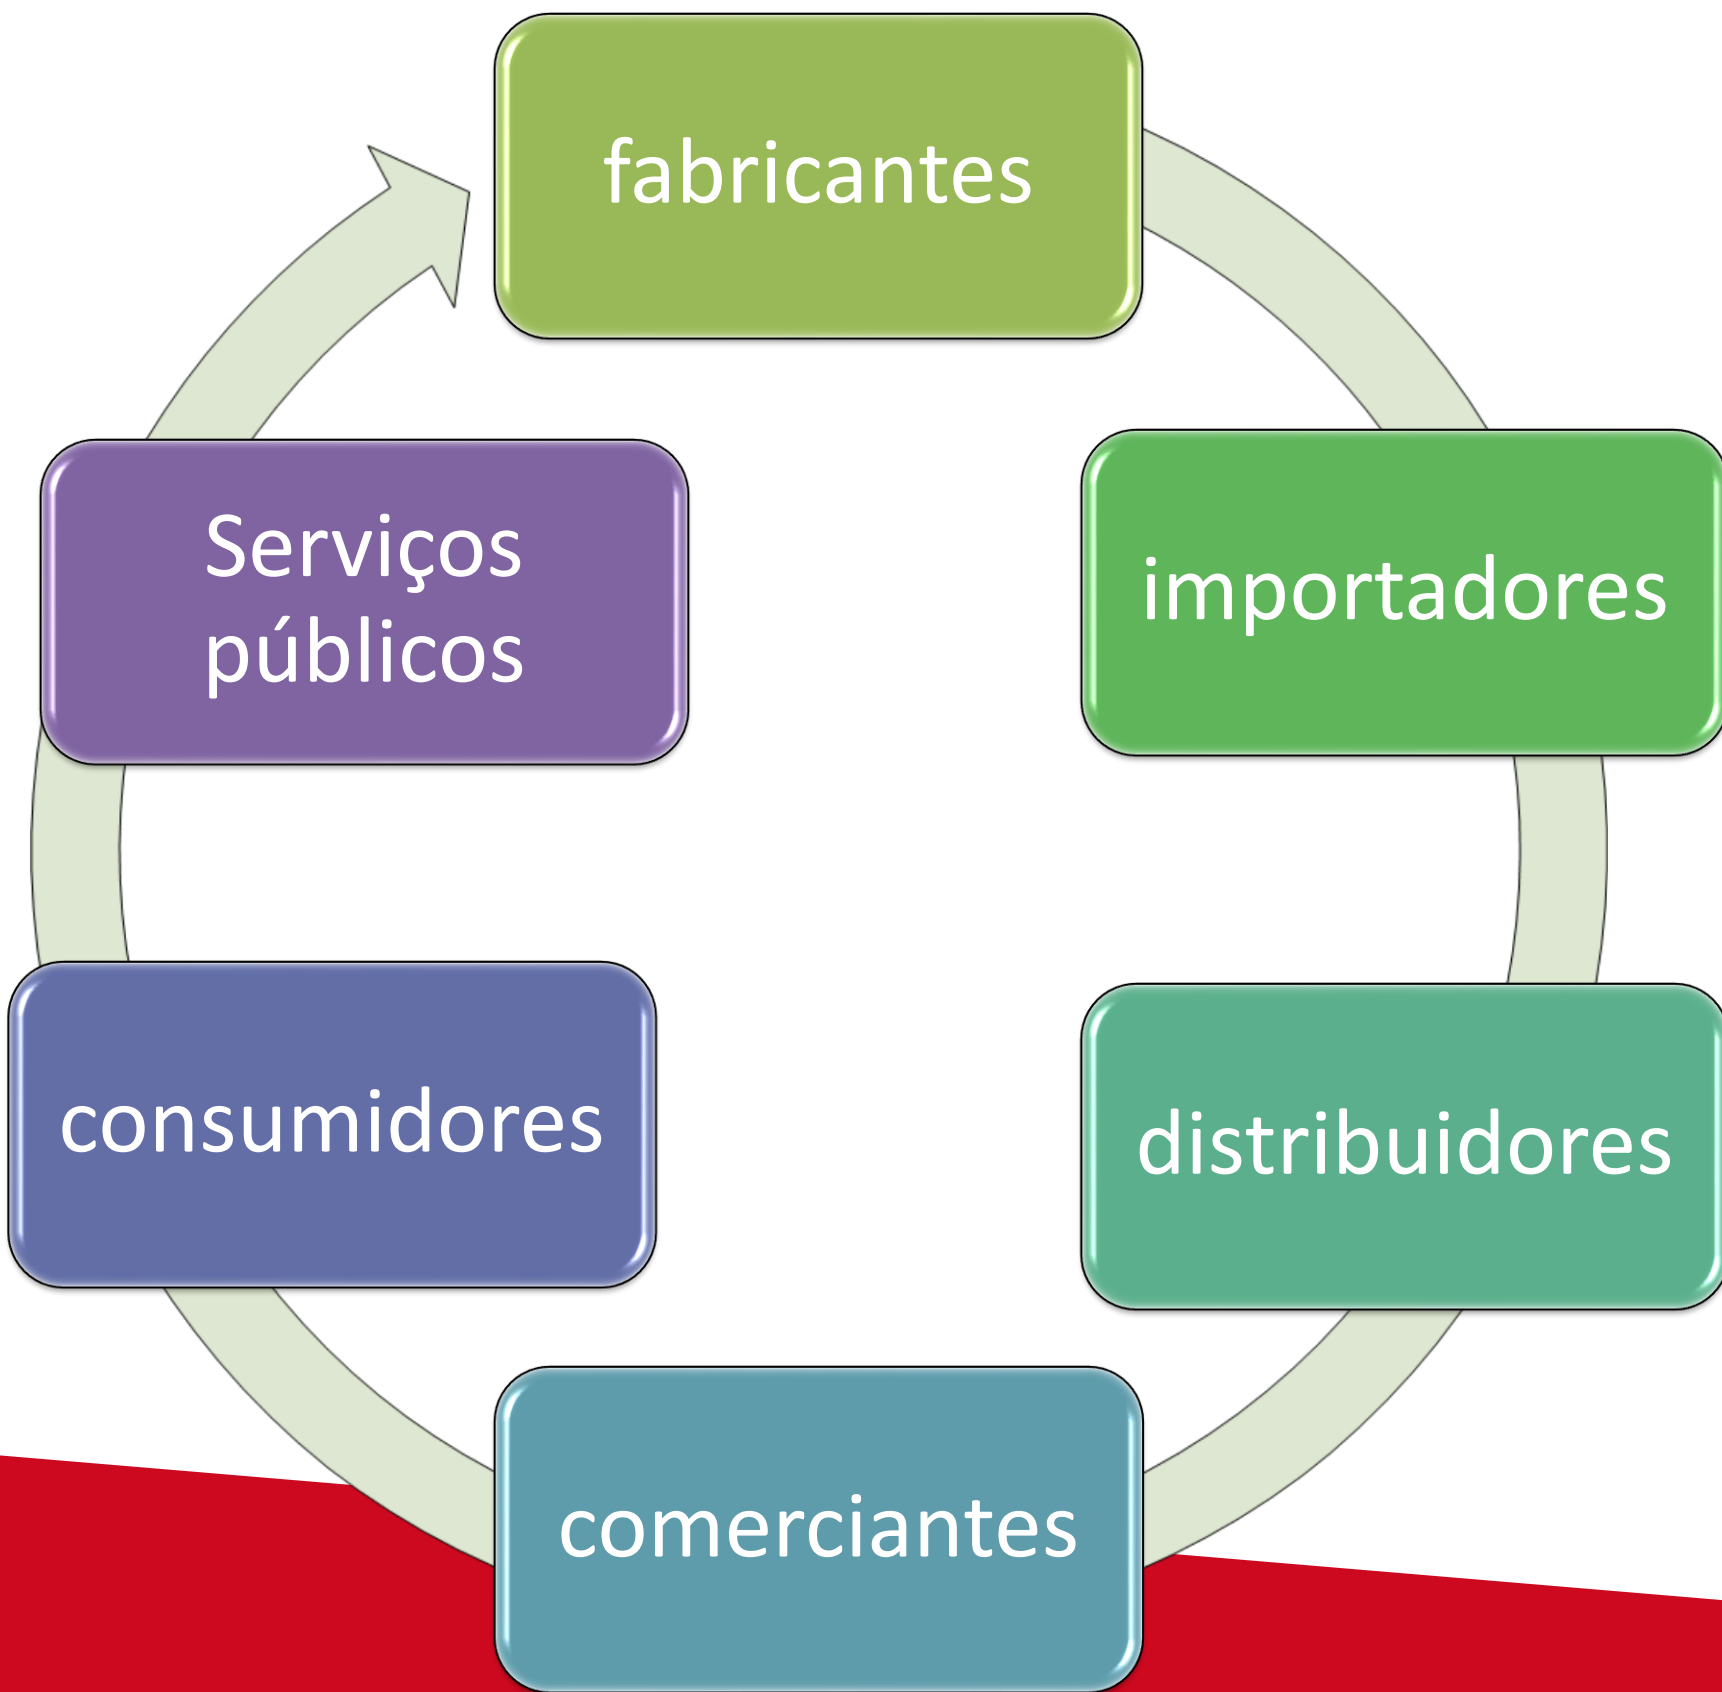 fabricantes
importadores
distribuidores
comerciantes
consumidores
Serviços
públicos